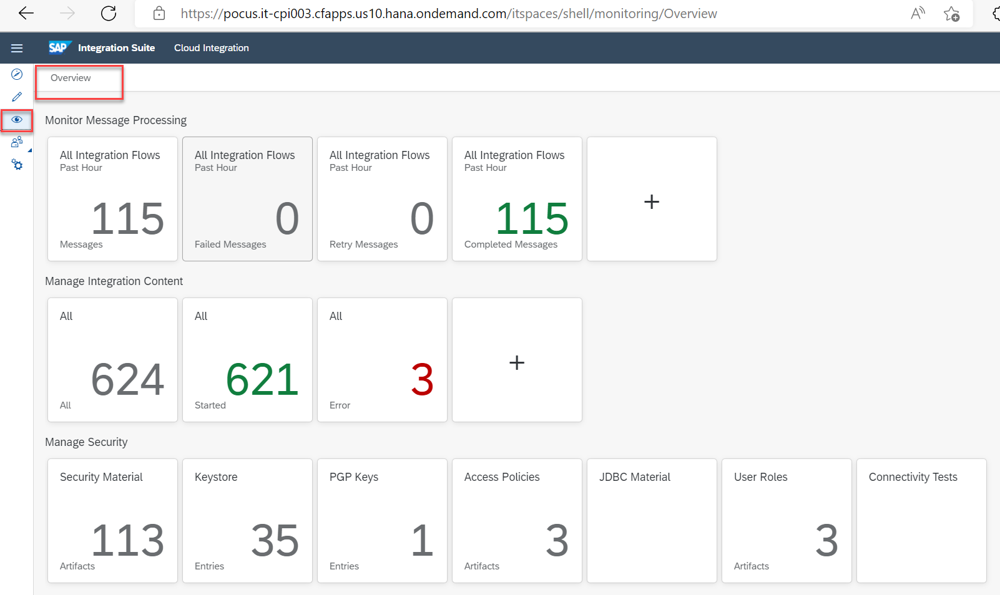 https://pocus.it-cpi003.cfapps.us10.hana.ondemand.com/itspaces/shell/monitoring/Overview
SAP Integration Suite Cloud Integration
Overview
Monitor Message Processing
All Integration Flows
Past Hour
115
Messages
All Integration Flows
Past Hour
0
Failed Messages
All Integration Flows
Past Hour
0
Retry Messages
All Integration Flows
Past Hour
115
Completed Messages
+
Manage Integration Content
All
624
All
All
621
Started
All
3
Error
+
Manage Security
Security Material
113
Artifacts
Keystore
35
Entries
PGP Keys
1
Entries
Access Policies
3
Artifacts
JDBC Material
User Roles
3
Artifacts
Connectivity Tests